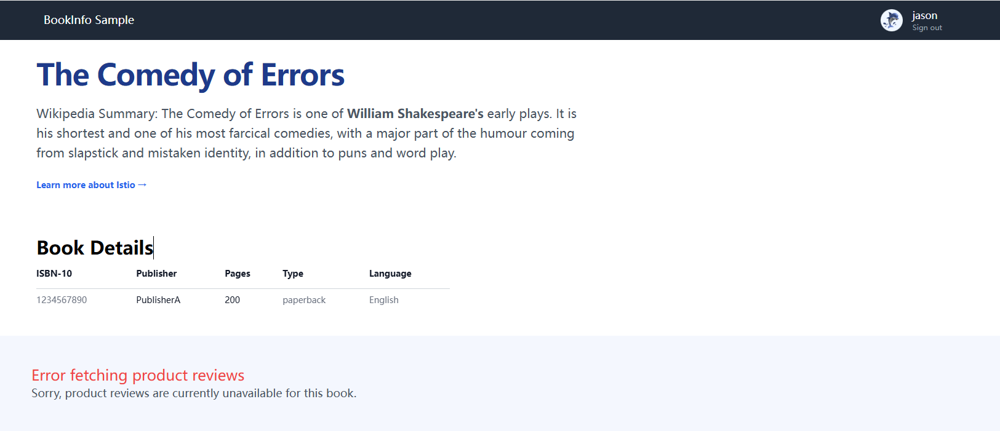 BookInfo Sample
jason
Sign out
The Comedy of Errors
Wikipedia Summary: The Comedy of Errors is one of William Shakespeare's early plays. It is
his shortest and one of his most farcical comedies, with a major part of the humour coming
from slapstick and mistaken identity, in addition to puns and word play.
Learn more about Istio →
Book Details
ISBN-10 Publisher Pages Type Language
1234567890 PublisherA 200 paperback English
Error fetching product reviews
Sorry, product reviews are currently unavailable for this book.